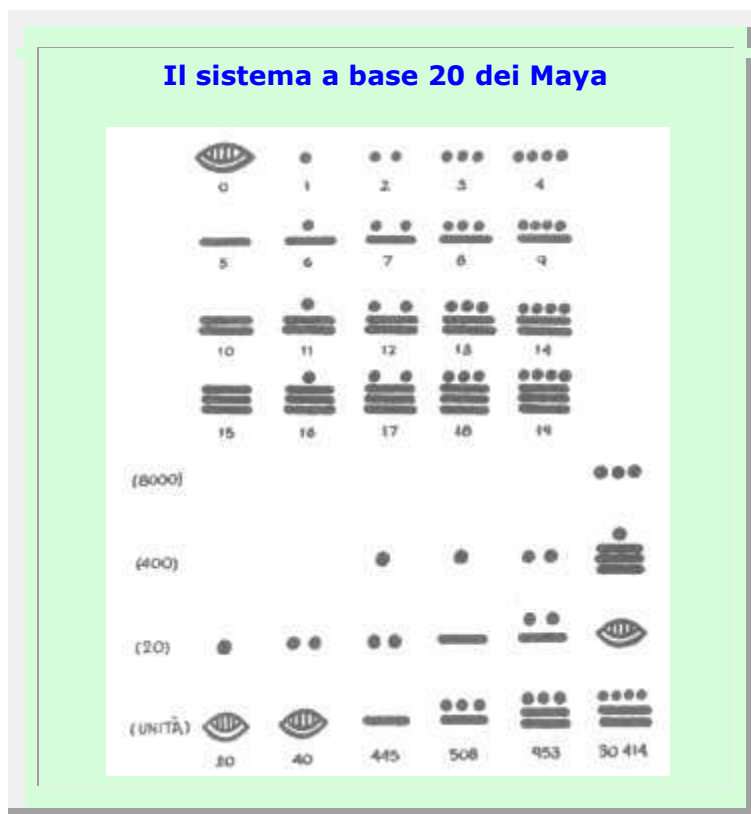 Il sistema a base 20 dei Maya
0 1 2 3 4
5 6 7 8 9
10 11 12 13 14
15 16 17 18 19
(8000)
(400)
(20)
(UNITÀ)
20 40 445 508 953 30 414